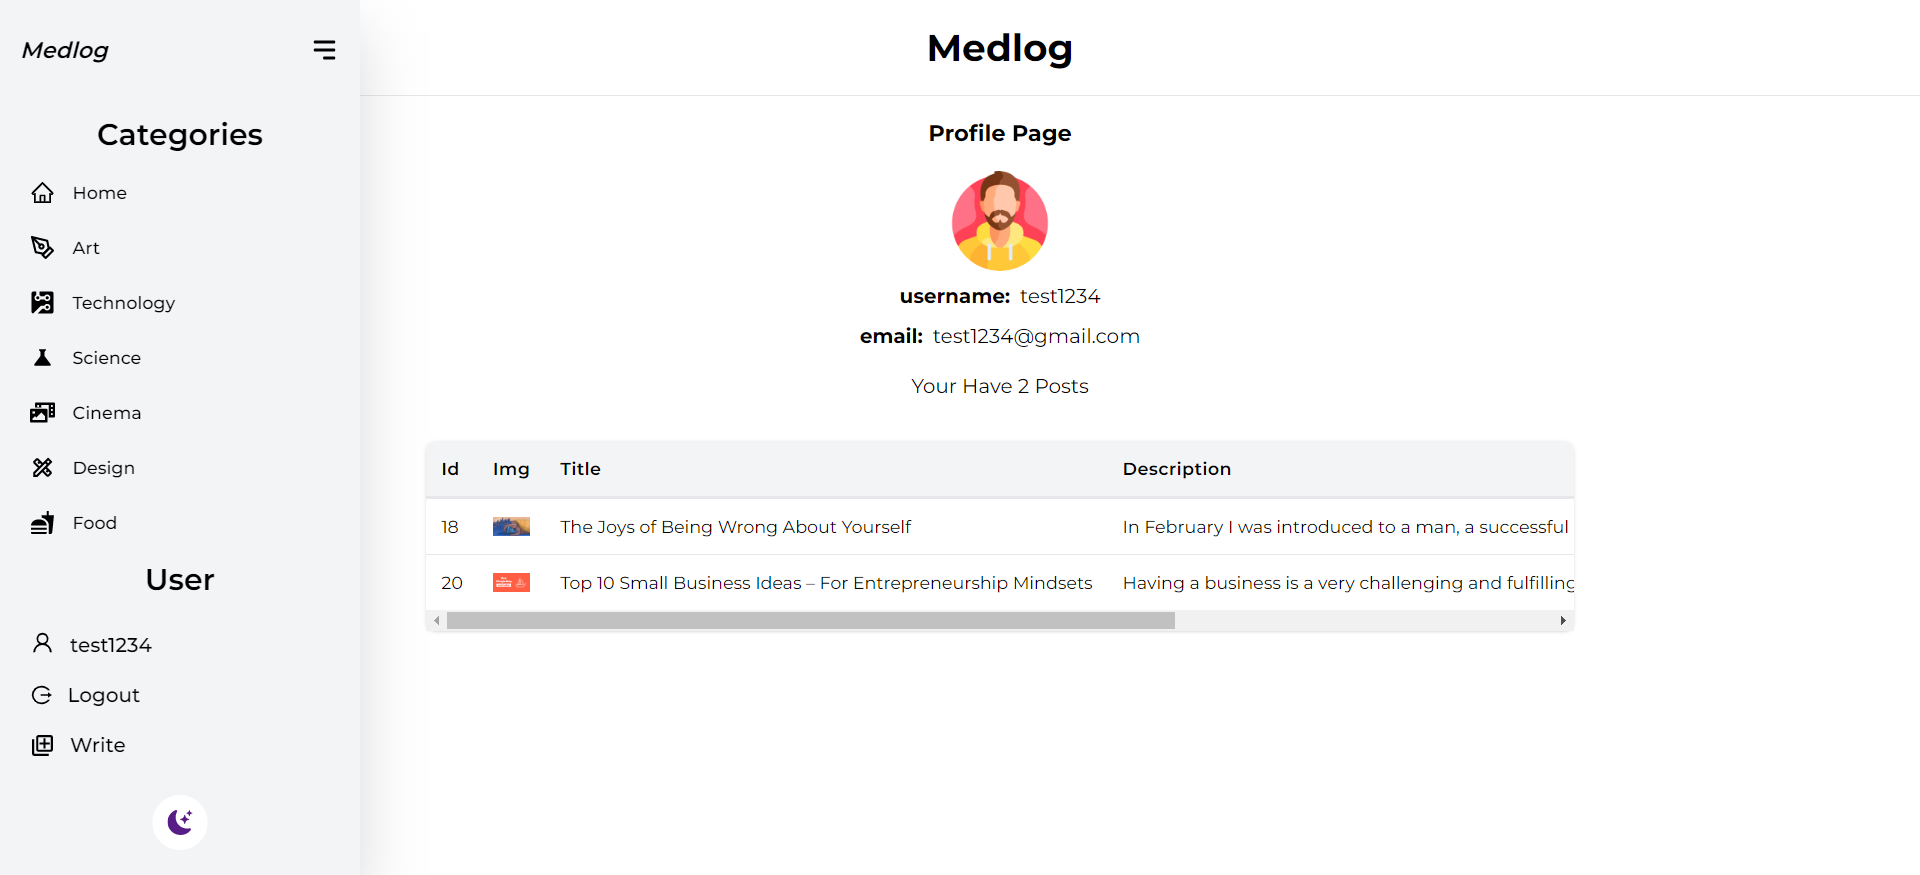 Medlog
Categories
Home
Art
Technology
Science
Cinema
Design
Food
User
test1234
Logout
Write
Medlog
Profile Page
username: test1234
email: test1234@gmail.com
Your Have 2 Posts
Id Img Title Description
18 The Joys of Being Wrong About Yourself In February I was introduced to a man, a successful
20 Top 10 Small Business Ideas – For Entrepreneurship Mindsets Having a business is a very challenging and fulfilling